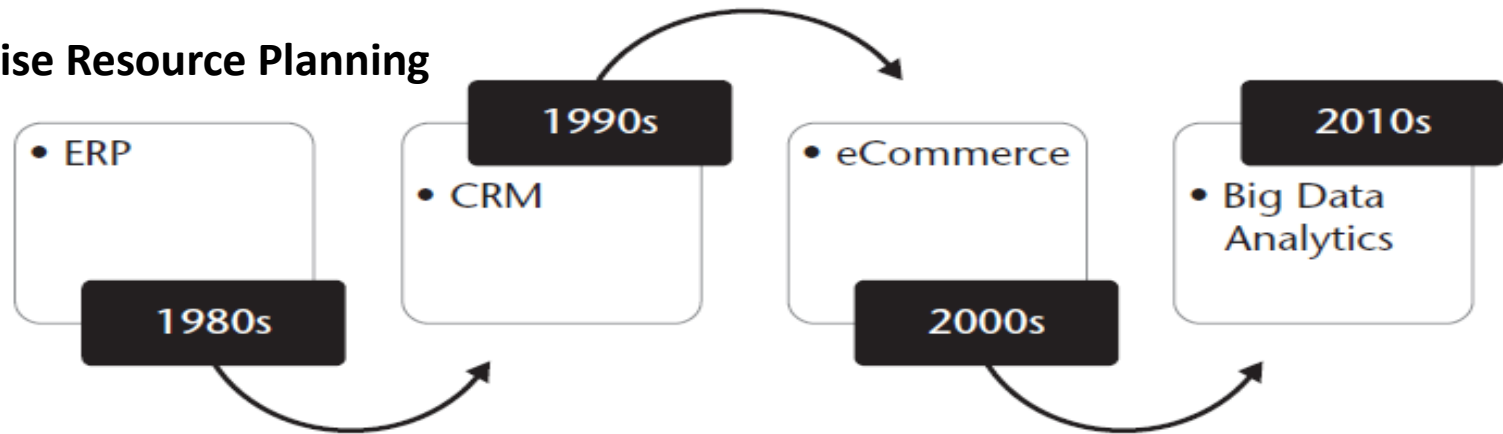 ise Resource Planning
• ERP
1980s
1990s
• CRM
• eCommerce
2000s
2010s
• Big Data
Analytics